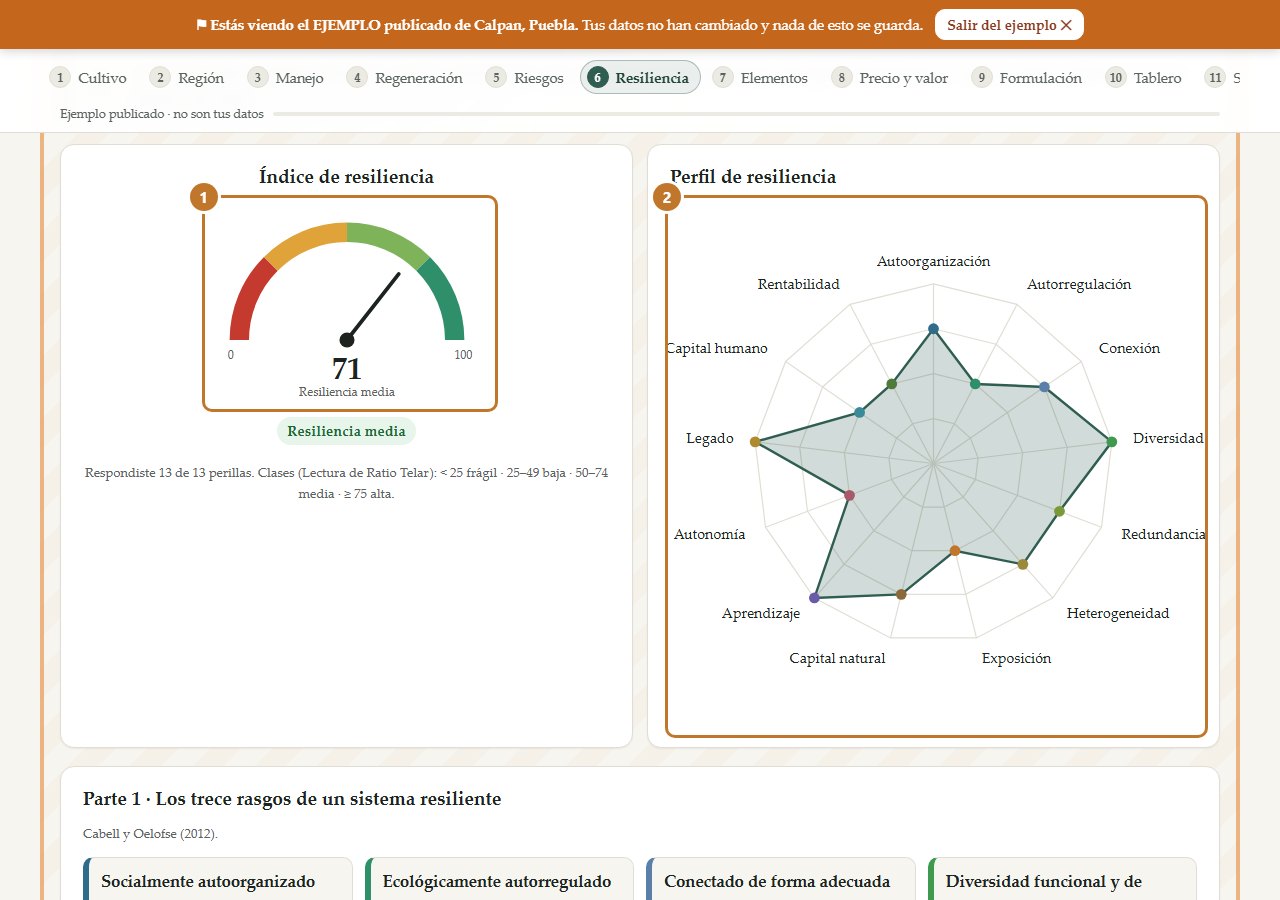 ⚑ Estás viendo el EJEMPLO publicado de Calpan, Puebla. Tus datos no han cambiado y nada de esto se guarda. Salir del ejemplo ✕
1 Cultivo 2 Región 3 Manejo 4 Regeneración 5 Riesgos 6 Resiliencia 7 Elementos 8 Precio y valor 9 Formulación 10 Tablero 11 S
Ejemplo publicado · no son tus datos
Índice de resiliencia
1
0 100
71
Resiliencia media
Resiliencia media
Respondiste 13 de 13 perillas. Clases (Lectura de Ratio Telar): < 25 frágil · 25–49 baja · 50–74
media · ≥ 75 alta.
Perfil de resiliencia
2
Autoorganización
Rentabilidad Autorregulación
Capital humano Conexión
Legado Diversidad
Autonomía Redundancia
Aprendizaje Heterogeneidad
Capital natural Exposición
Parte 1 · Los trece rasgos de un sistema resiliente
Cabell y Oelofse (2012).
Socialmente autoorganizado
Ecológicamente autorregulado
Conectado de forma adecuada
Diversidad funcional y de